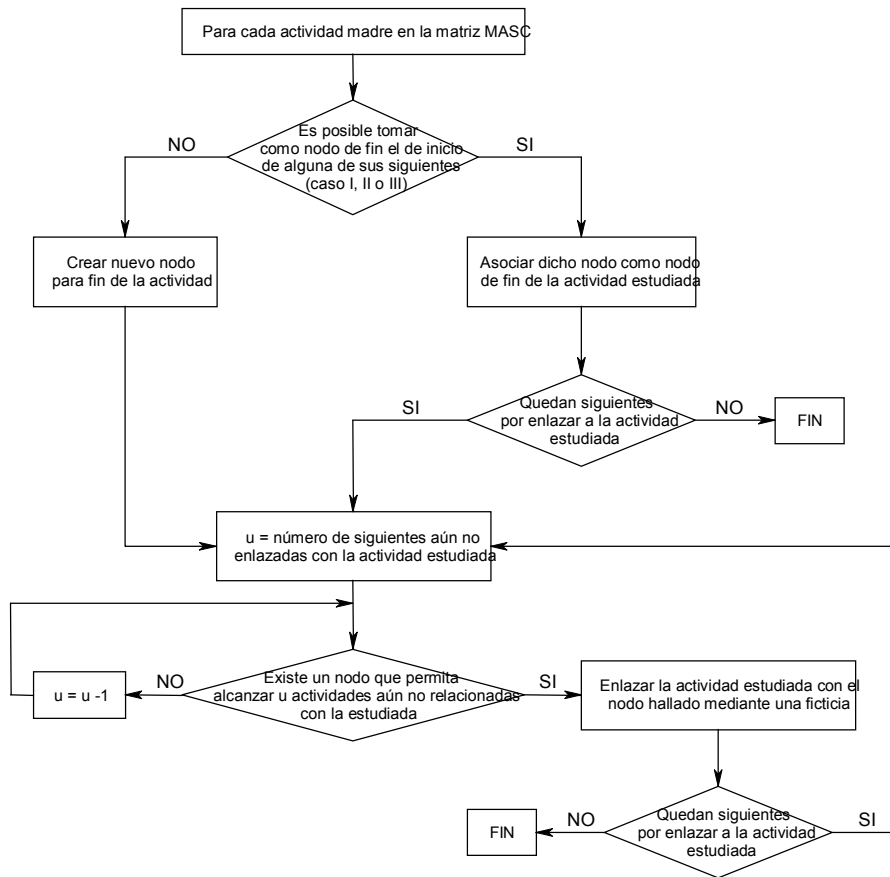 Para cada actividad madre en la matriz MASC
Es posible tomar
como nodo de fin el de inicio
de alguna de sus siguientes
(caso I, II o III)
NO
SI
Crear nuevo nodo
para fin de la actividad
Asociar dicho nodo como nodo
de fin de la actividad estudiada
Quedan siguientes
por enlazar a la actividad
estudiada
SI
NO
FIN
u = número de siguientes aún no
enlazadas con la actividad estudiada
Existe un nodo que permita
alcanzar u actividades aún no relacionadas
con la estudiada
NO
SI
u = u -1
Enlazar la actividad estudiada con el
nodo hallado mediante una ficticia
Quedan siguientes
por enlazar a la actividad
estudiada
NO
SI
FIN